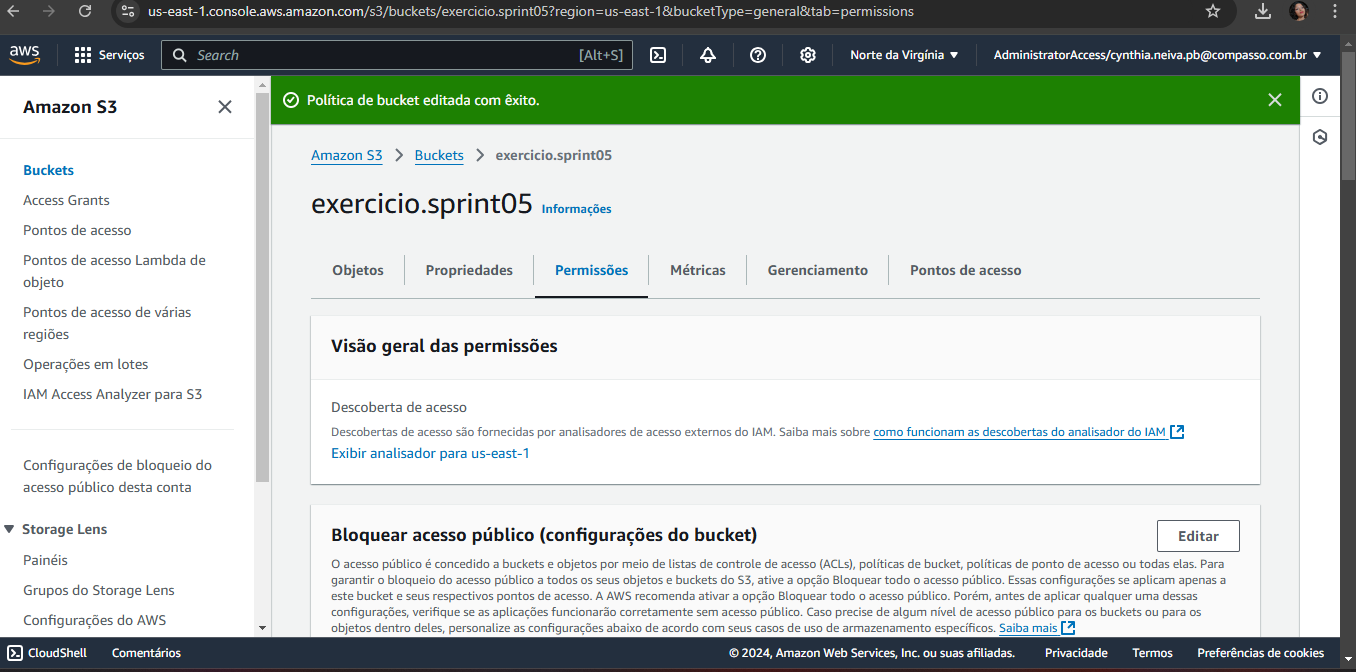 us-east-1.console.aws.amazon.com/s3/buckets/exercicio.sprint05?region=us-east-1&bucketType=general&tab=permissions
aws
Serviços
Search
[Alt+S]
Norte da Virgínia
AdministratorAccess/cynthia.neiva.pb@compasso.com.br
Amazon S3
Buckets
Access Grants
Pontos de acesso
Pontos de acesso Lambda de
objeto
Pontos de acesso de várias
regiões
Operações em lotes
IAM Access Analyzer para S3
Configurações de bloqueio do
acesso público desta conta
Storage Lens
Painéis
Grupos do Storage Lens
Configurações do AWS
Política de bucket editada com êxito.
Amazon S3
Buckets
exercicio.sprint05
exercicio.sprint05 Informações
Objetos
Propriedades
Permissões
Métricas
Gerenciamento
Pontos de acesso
Visão geral das permissões
Descoberta de acesso
Descobertas de acesso são fornecidas por analisadores de acesso externos do IAM. Saiba mais sobre como funcionam as descobertas do analisador do IAM
Exibir analisador para us-east-1
Bloquear acesso público (configurações do bucket)
Editar
O acesso público é concedido a buckets e objetos por meio de listas de controle de acesso (ACLs), políticas de bucket, políticas de ponto de acesso ou todas elas. Para
garantir o bloqueio do acesso público a todos os seus objetos e buckets do S3, ative a opção Bloquear todo o acesso público. Essas configurações se aplicam apenas a
este bucket e seus respectivos pontos de acesso. A AWS recomenda ativar a opção Bloquear todo o acesso público. Porém, antes de aplicar qualquer uma dessas
configurações, verifique se as aplicações funcionarão corretamente sem acesso público. Caso precise de algum nível de acesso público para os buckets ou para os
objetos dentro deles, personalize as configurações abaixo de acordo com seus casos de uso de armazenamento específicos. Saiba mais
CloudShell
Comentários
© 2024, Amazon Web Services, Inc. ou suas afiliadas.
Privacidade
Termos
Preferências de cookies